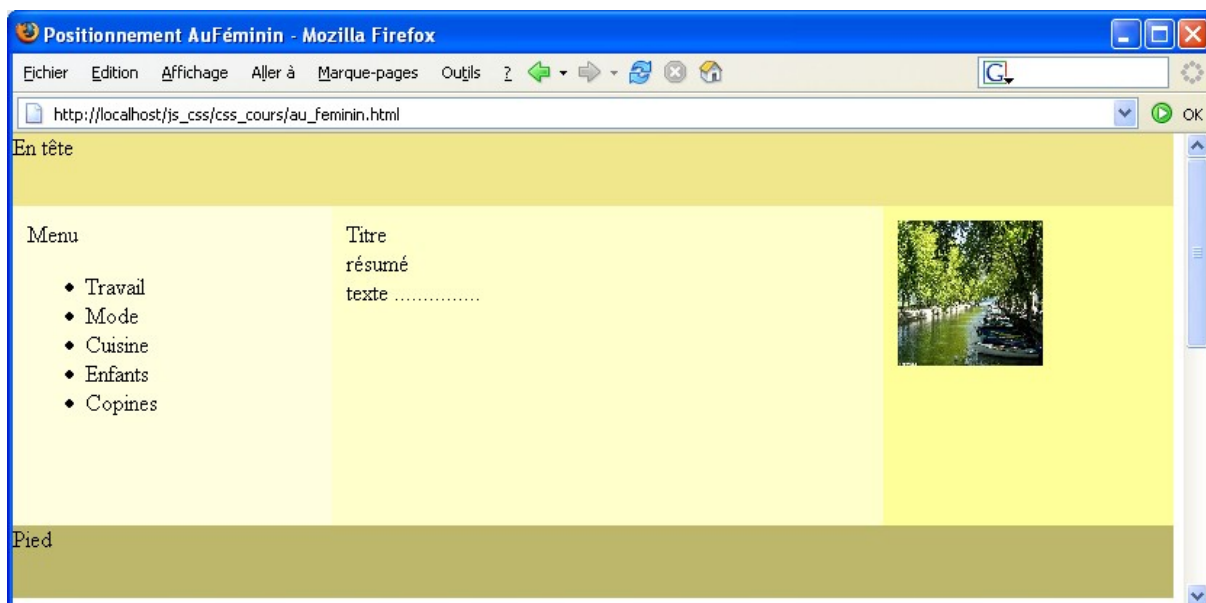 Positionnement AuFéminin - Mozilla Firefox
Fichier Edition Affichage Aller à Marque-pages Outils ?
G
http://localhost/js_css/css_cours/au_feminin.html
OK
En tête
Menu
• Travail
• Mode
• Cuisine
• Enfants
• Copines
Titre
résumé
texte ...............
Pied